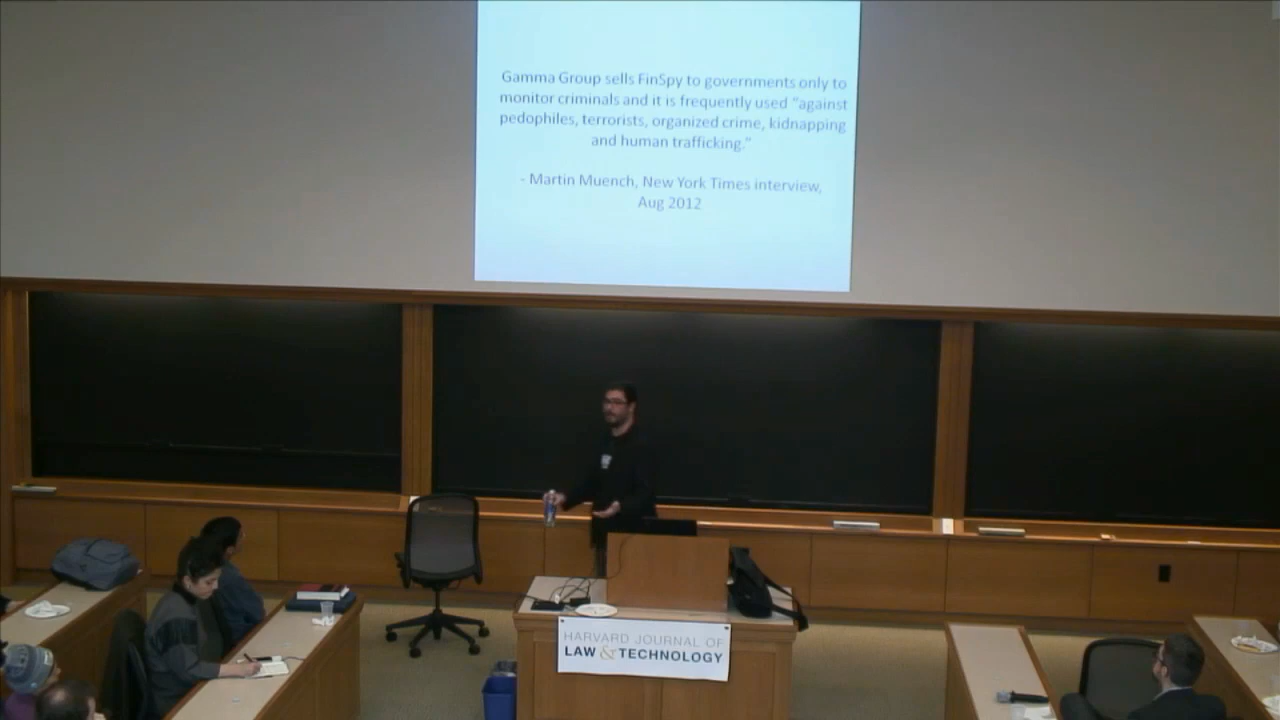 Gamma Group sells FinSpy to governments only to
monitor criminals and it is frequently used “against
pedophiles, terrorists, organized crime, kidnapping
and human trafficking.”
- Martin Muench, New York Times interview,
Aug 2012
HARVARD JOURNAL OF
LAW & TECHNOLOGY